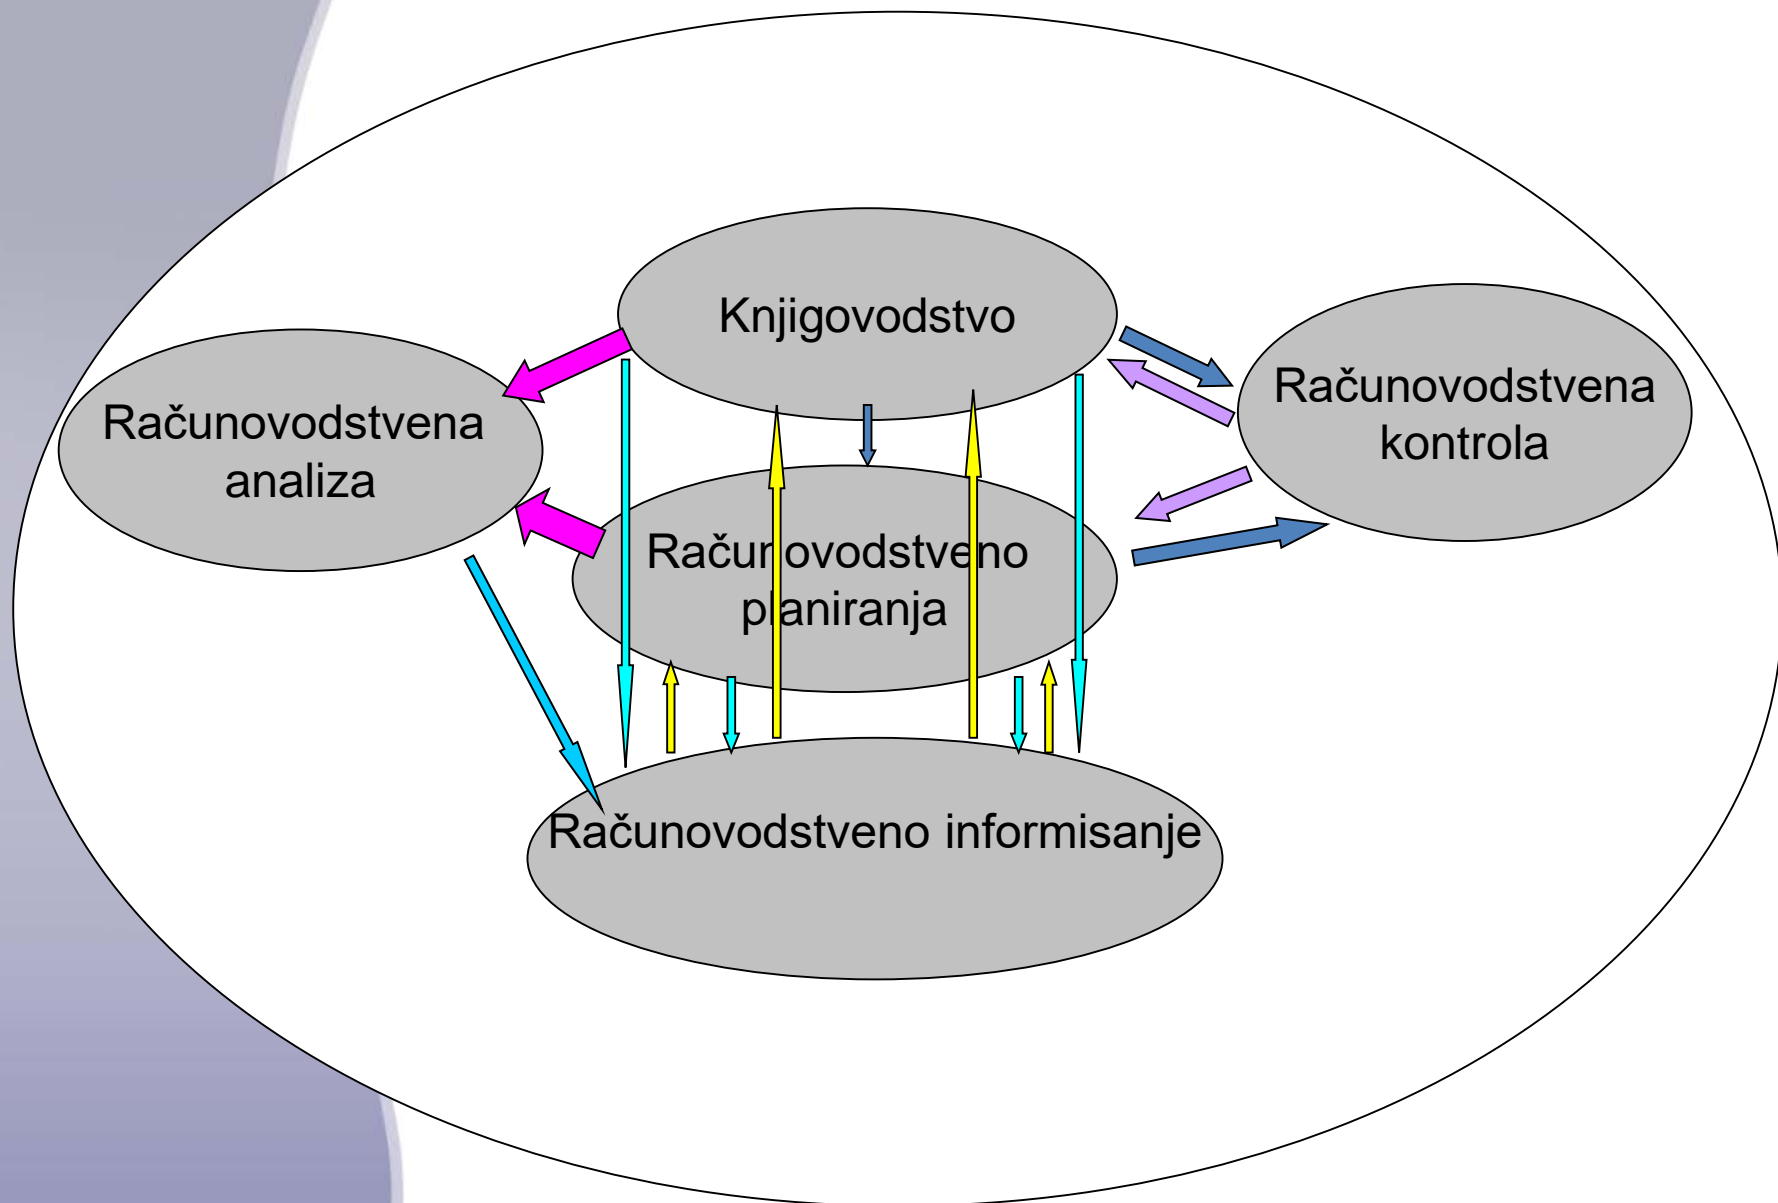 Knjigovodstvo
Računovodstvena
analiza
Računovodstvena
kontrola
Računovodstveno
planiranja
Računovodstveno informisanje